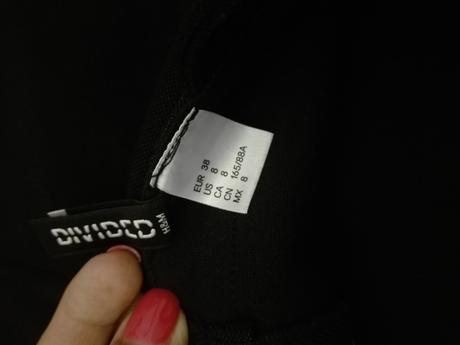 EUR 38
US 8
CA 8
CN 165/88A
MX 8
DIVIDED
H&M